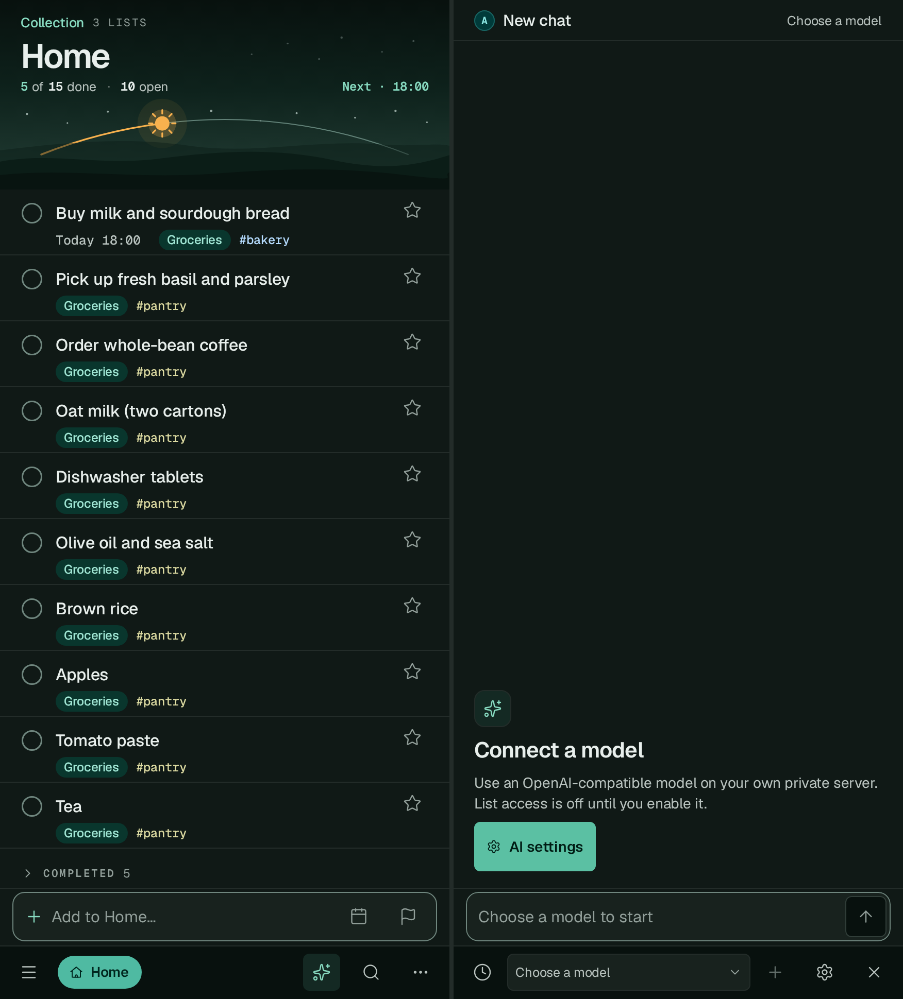 Collection 3 LISTS
Home
5 of 15 done · 10 open
Next · 18:00
Buy milk and sourdough bread
Today 18:00 Groceries #bakery
Pick up fresh basil and parsley
Groceries #pantry
Order whole-bean coffee
Groceries #pantry
Oat milk (two cartons)
Groceries #pantry
Dishwasher tablets
Groceries #pantry
Olive oil and sea salt
Groceries #pantry
Brown rice
Groceries #pantry
Apples
Groceries #pantry
Tomato paste
Groceries #pantry
Tea
Groceries #pantry
COMPLETED 5
Add to Home...
Home
A New chat
Choose a model
Connect a model
Use an OpenAI-compatible model on your own private server.
List access is off until you enable it.
AI settings
Choose a model to start
Choose a model